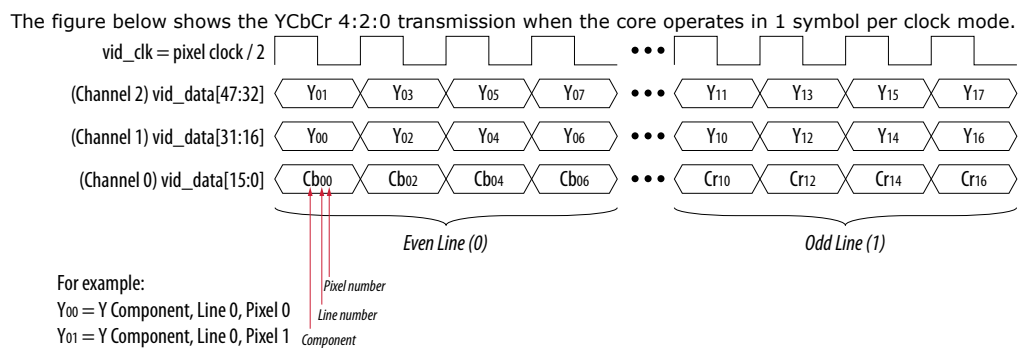 The figure below shows the YCbCr 4:2:0 transmission when the core operates in 1 symbol per clock mode.
vid_clk = pixel clock / 2
(Channel 2) vid_data[47:32] Y01 Y03 Y05 Y07 ••• Y11 Y13 Y15 Y17
(Channel 1) vid_data[31:16] Y00 Y02 Y04 Y06 ••• Y10 Y12 Y14 Y16
(Channel 0) vid_data[15:0] Cb00 Cb02 Cb04 Cb06 ••• Cr10 Cr12 Cr14 Cr16
Even Line (0) Odd Line (1)
For example:
Pixel number
Y00 = Y Component, Line 0, Pixel 0
Line number
Y01 = Y Component, Line 0, Pixel 1
Component